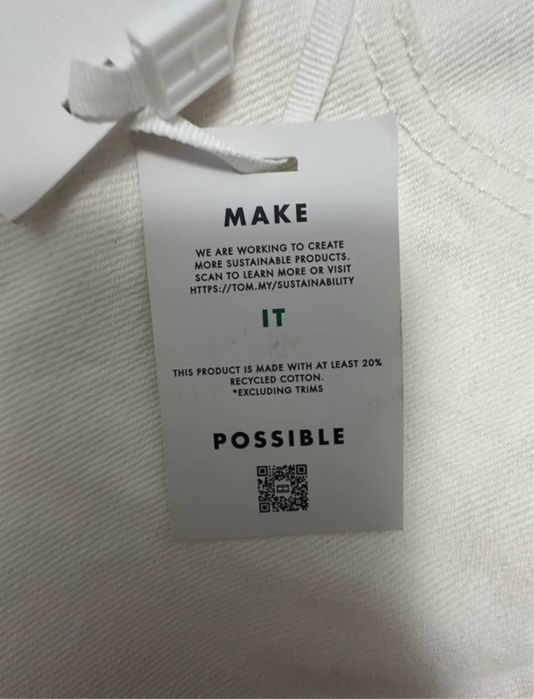 MAKE
WE ARE WORKING TO CREATE
MORE SUSTAINABLE PRODUCTS.
SCAN TO LEARN MORE OR VISIT
HTTPS://TOM.MY/SUSTAINABILITY
IT
THIS PRODUCT IS MADE WITH AT LEAST 20%
RECYCLED COTTON.
*EXCLUDING TRIMS
POSSIBLE